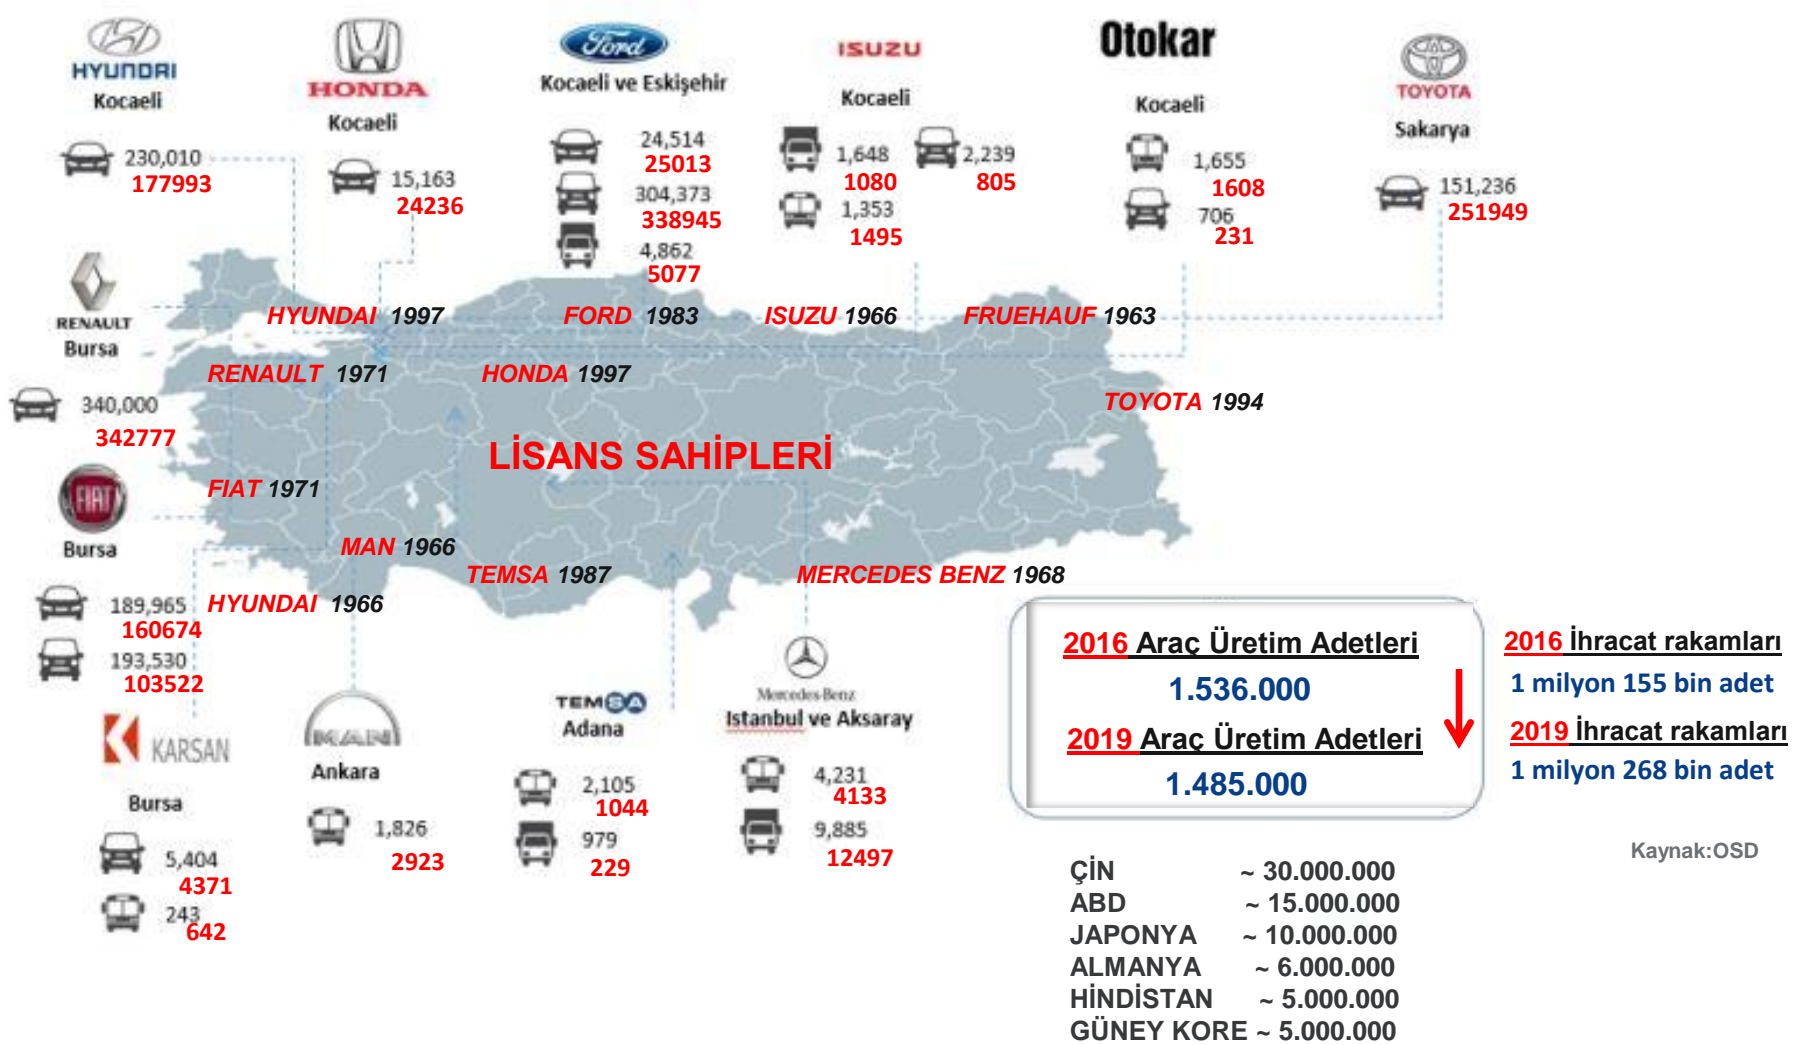 HYUNDAI
Kocaeli
230,010
177993
HONDA
Kocaeli
15,163
24236
Ford
Kocaeli ve Eskişehir
24,514
25013
304,373
338945
4,862
5077
ISUZU
Kocaeli
1,648
1080
2,239
805
1,353
1495
Otokar
Kocaeli
1,655
1608
706
231
TOYOTA
Sakarya
151,236
251949
RENAULT
Bursa
340,000
342777
HYUNDAI 1997
FORD 1983
ISUZU 1966
FRUEHAUF 1963
RENAULT 1971
HONDA 1997
TOYOTA 1994
LİSANS SAHİPLERİ
FIAT 1971
MAN 1966
TEMSA 1987
MERCEDES BENZ 1968
HYUNDAI 1966
FIAT
Bursa
189,965
160674
193,530
103522
KARSAN
Bursa
5,404
4371
243
642
MAN
Ankara
1,826
2923
TEMSA
Adana
2,105
1044
979
229
Mercedes-Benz
Istanbul ve Aksaray
4,231
4133
9,885
12497
2016 Araç Üretim Adetleri
1.536.000
2019 Araç Üretim Adetleri
1.485.000
2016 İhracat rakamları
1 milyon 155 bin adet
2019 İhracat rakamları
1 milyon 268 bin adet
Kaynak:OSD
ÇİN ~ 30.000.000
ABD ~ 15.000.000
JAPONYA ~ 10.000.000
ALMANYA ~ 6.000.000
HİNDİSTAN ~ 5.000.000
GÜNEY KORE ~ 5.000.000